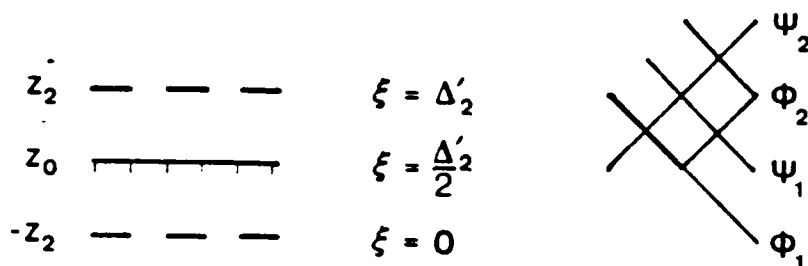 Z₂ ξ = Δ′₂ Ψ₂
Φ₂
Z₀ ξ = Δ′₂/2 Ψ₁
-Z₂ ξ = 0 Φ₁